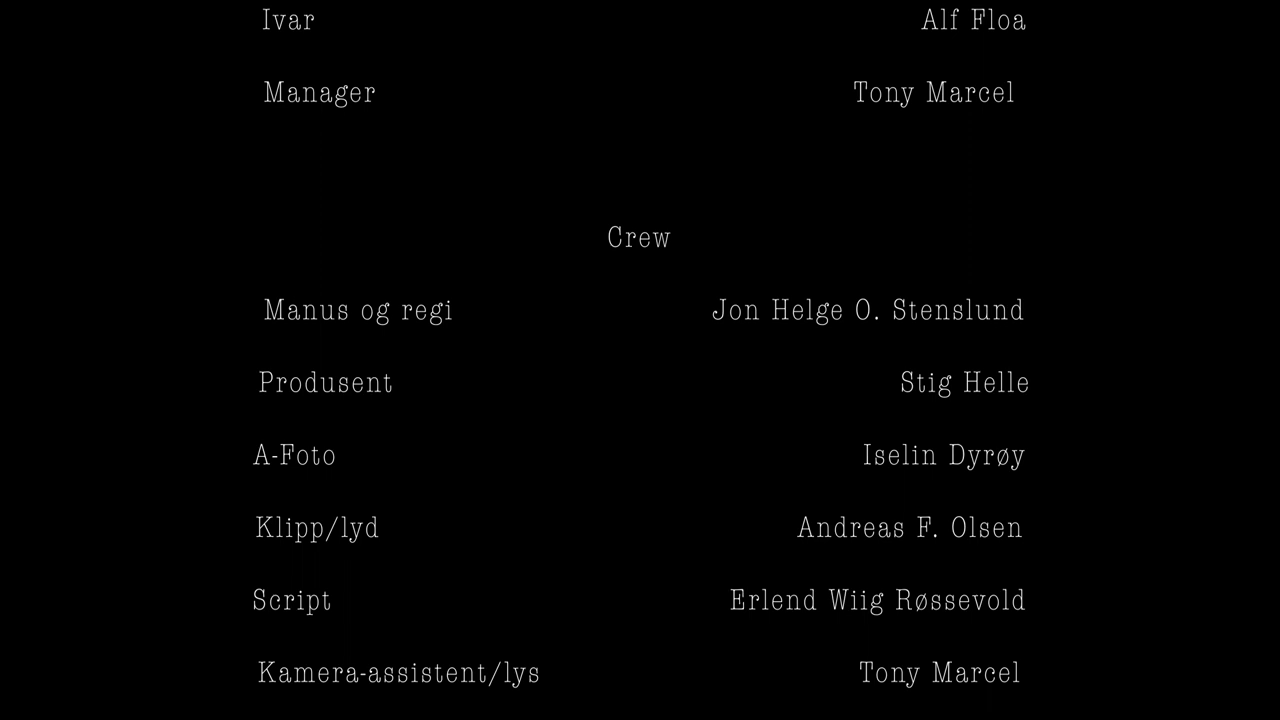 Ivar Alf Floa
Manager Tony Marcel
Crew
Manus og regi Jon Helge O. Stenslund
Produsent Stig Helle
A-Foto Iselin Dyrøy
Klipp/lyd Andreas F. Olsen
Script Erlend Wiig Røssevold
Kamera-assistent/lys Tony Marcel